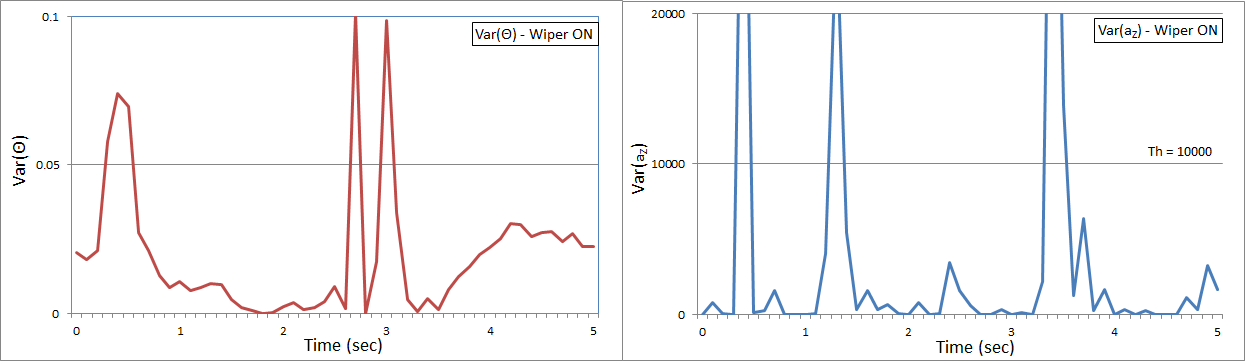 0.1
Var(Θ) - Wiper ON
0.05
Var(Θ)
0
0 1 2 3 4 5
Time (sec)
20000
Var(aZ) - Wiper ON
Th = 10000
10000
Var(aZ)
0
0 1 2 3 4 5
Time (sec)